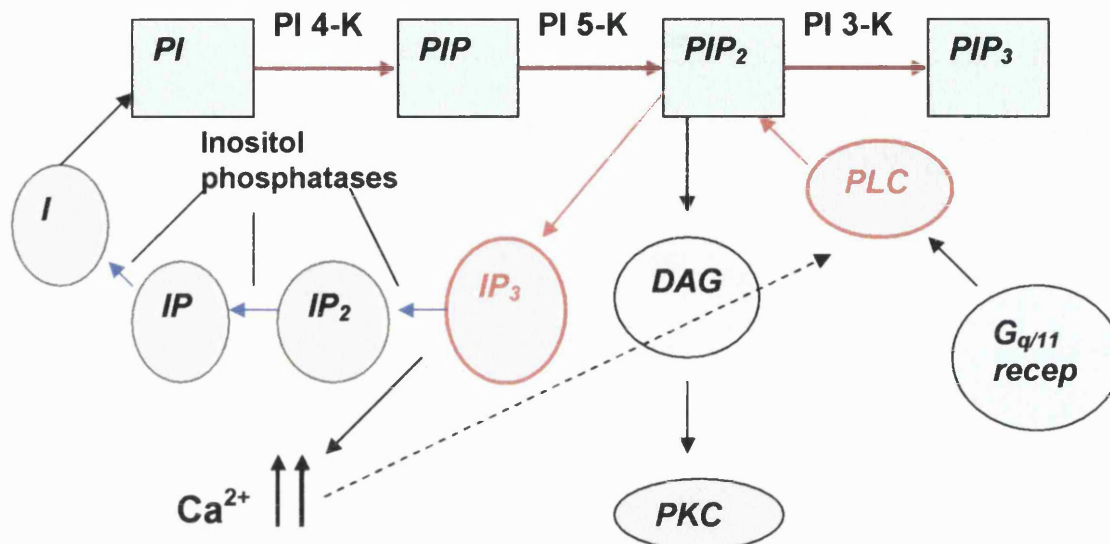 PI 4-K PI 5-K PI 3-K
PI PIP PIP₂ PIP₃
Inositol
phosphatases
PLC
I
IP IP₂ IP₃ DAG
G q/11
recep
Ca²⁺
PKC